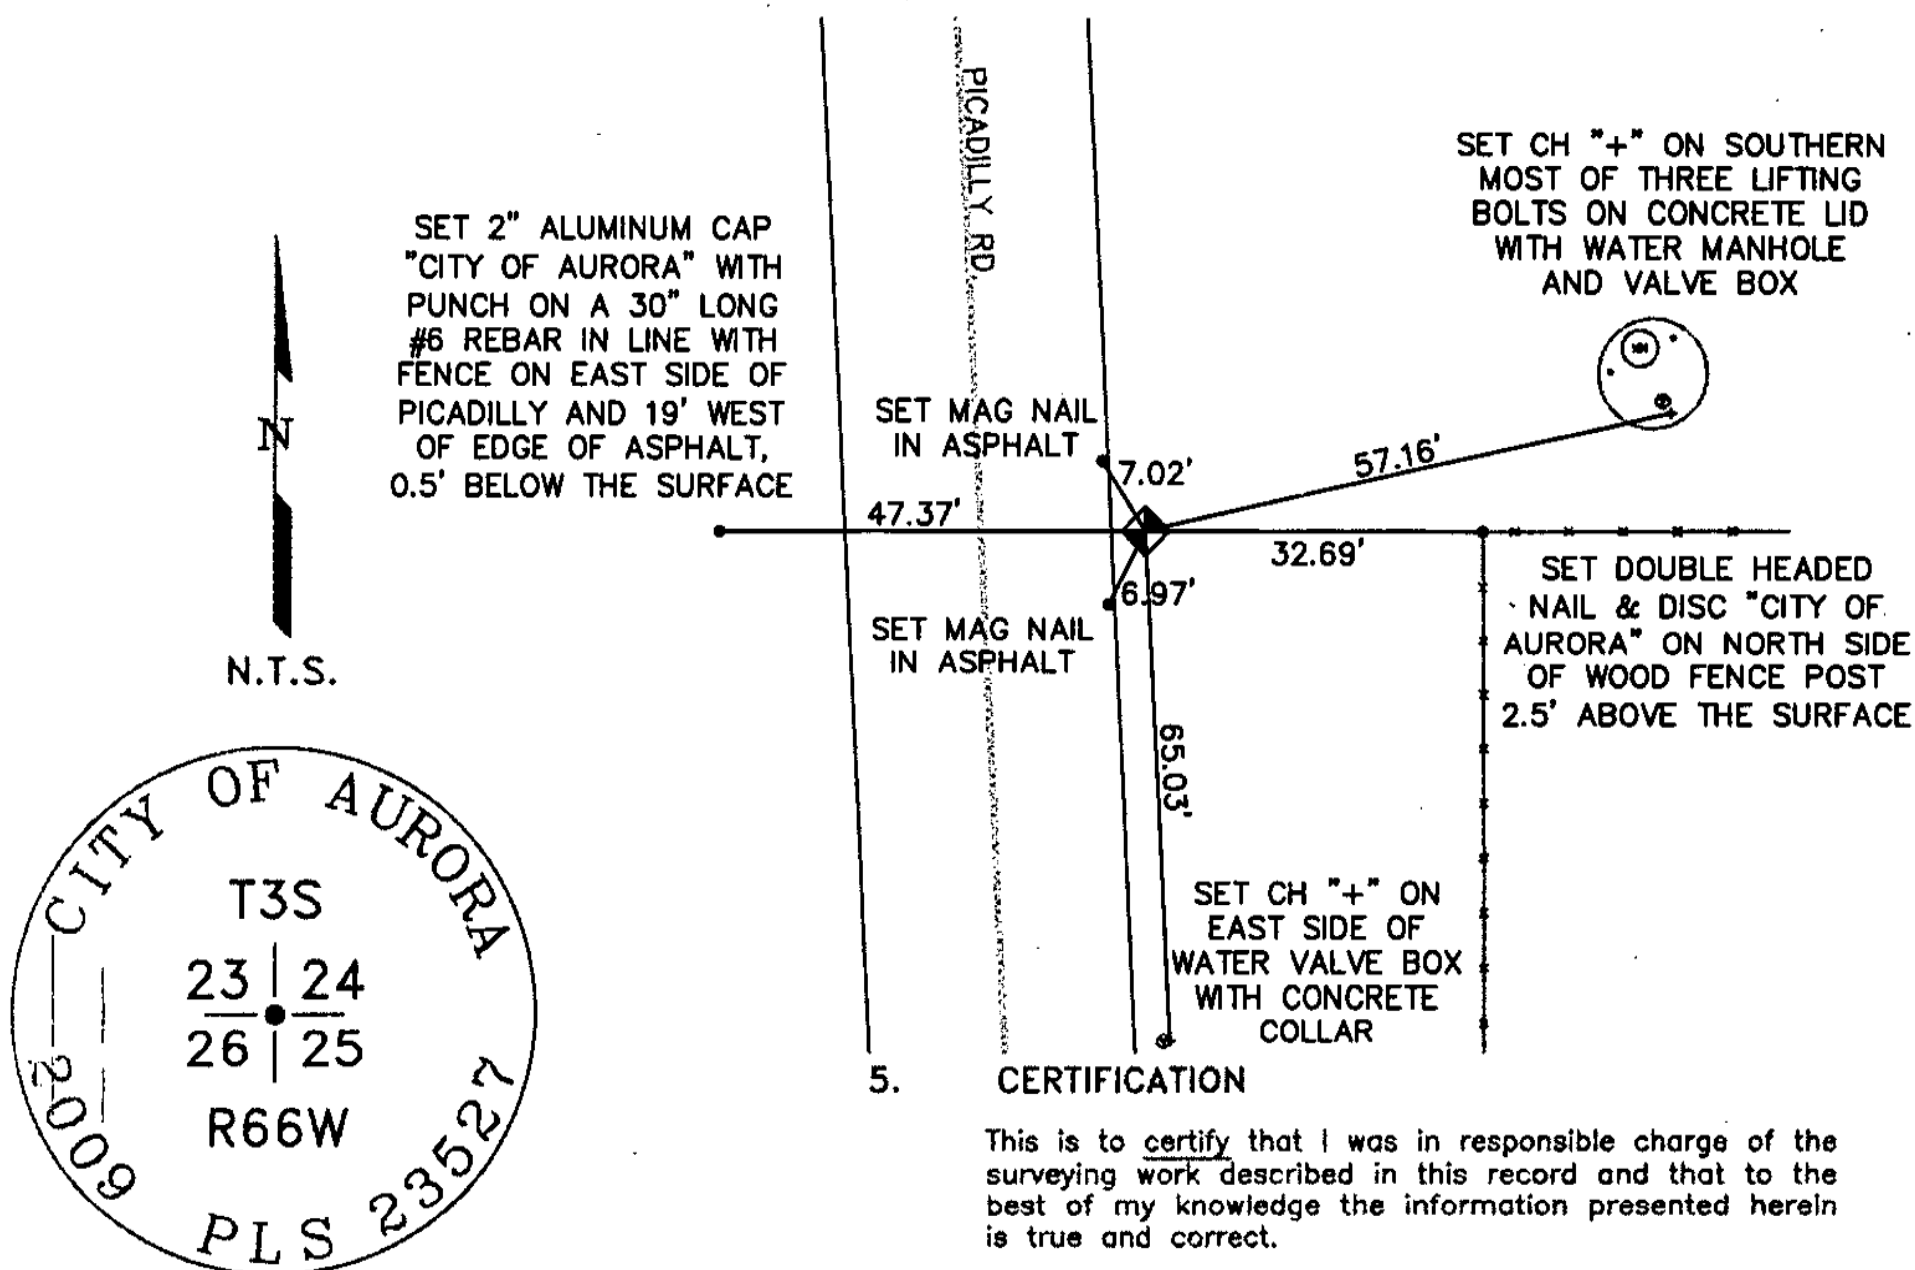 PICADILLY RD.
SET CH "+" ON SOUTHERN
MOST OF THREE LIFTING
BOLTS ON CONCRETE LID
WITH WATER MANHOLE
AND VALVE BOX
SET 2" ALUMINUM CAP
"CITY OF AURORA" WITH
PUNCH ON A 30" LONG
#6 REBAR IN LINE WITH
FENCE ON EAST SIDE OF
PICADILLY AND 19' WEST
OF EDGE OF ASPHALT,
0.5' BELOW THE SURFACE
N
N.T.S.
SET MAG NAIL
IN ASPHALT
7.02'
57.16'
47.37'
32.69'
6.97'
SET MAG NAIL
IN ASPHALT
SET DOUBLE HEADED
NAIL & DISC "CITY OF
AURORA" ON NORTH SIDE
OF WOOD FENCE POST
2.5' ABOVE THE SURFACE
65.03'
SET CH "+" ON
EAST SIDE OF
WATER VALVE BOX
WITH CONCRETE
COLLAR
CITY OF AURORA
T3S
23 24
26 25
R66W
2009 PLS 23527
5. CERTIFICATION
This is to certify that I was in responsible charge of the
surveying work described in this record and that to the
best of my knowledge the information presented herein
is true and correct.